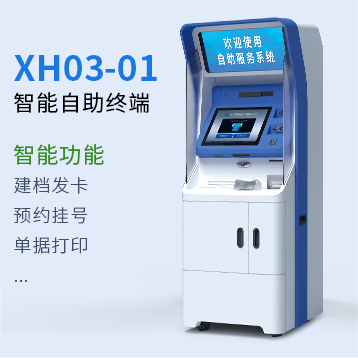 XH03-01
智能自助终端
智能功能
建档发卡
预约挂号
单据打印
...
欢迎使用
自助服务系统